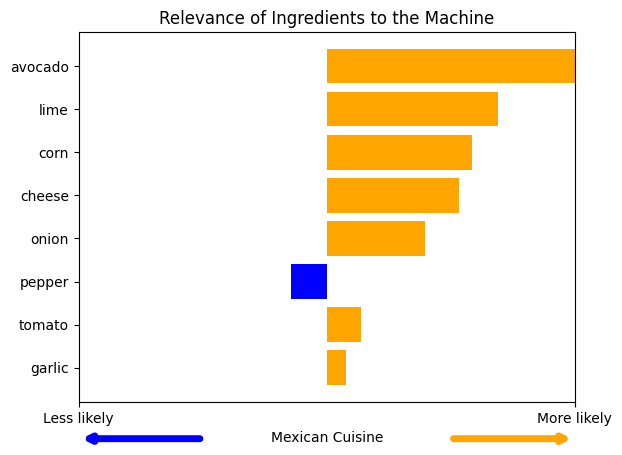 Relevance of Ingredients to the Machine
avocado
lime
corn
cheese
onion
pepper
tomato
garlic
Less likely
More likely
Mexican Cuisine